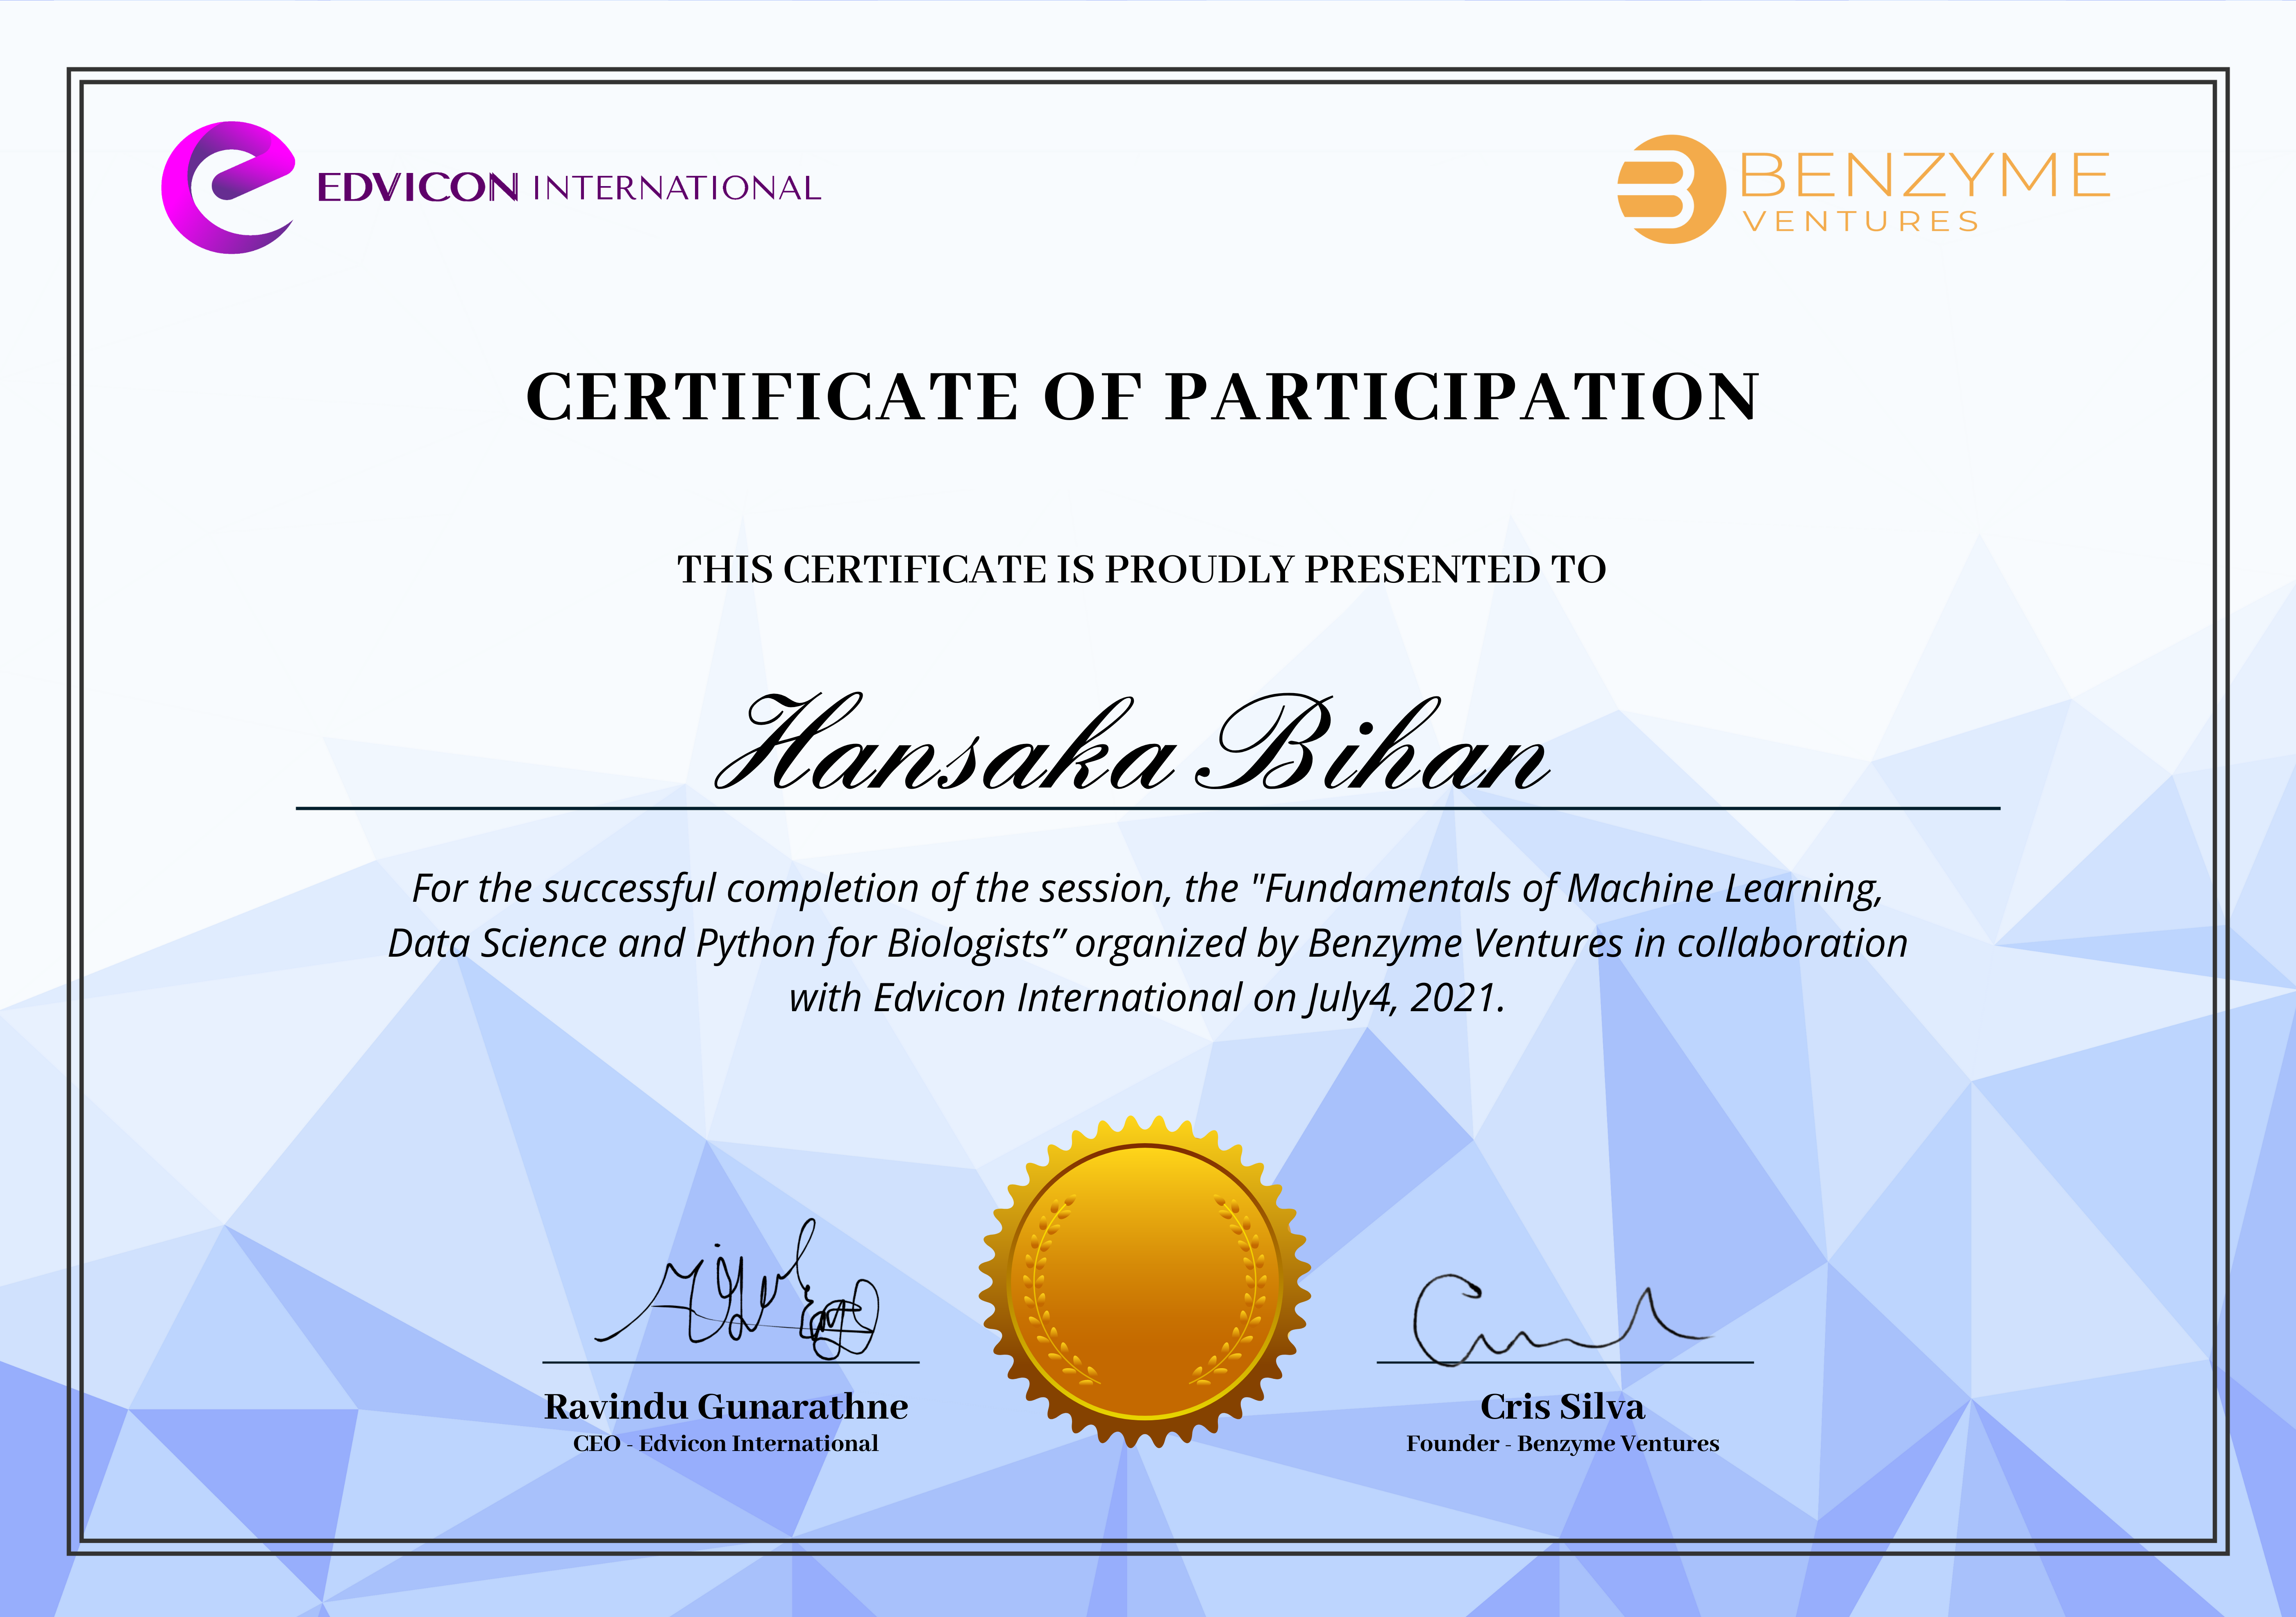 EDVICON INTERNATIONAL
BENZYME
VENTURES
CERTIFICATE OF PARTICIPATION
THIS CERTIFICATE IS PROUDLY PRESENTED TO
Hansaka Bihan
For the successful completion of the session, the "Fundamentals of Machine Learning,
Data Science and Python for Biologists” organized by Benzyme Ventures in collaboration
with Edvicon International on July4, 2021.
Ravindu Gunarathne
CEO - Edvicon International
Cris Silva
Founder - Benzyme Ventures